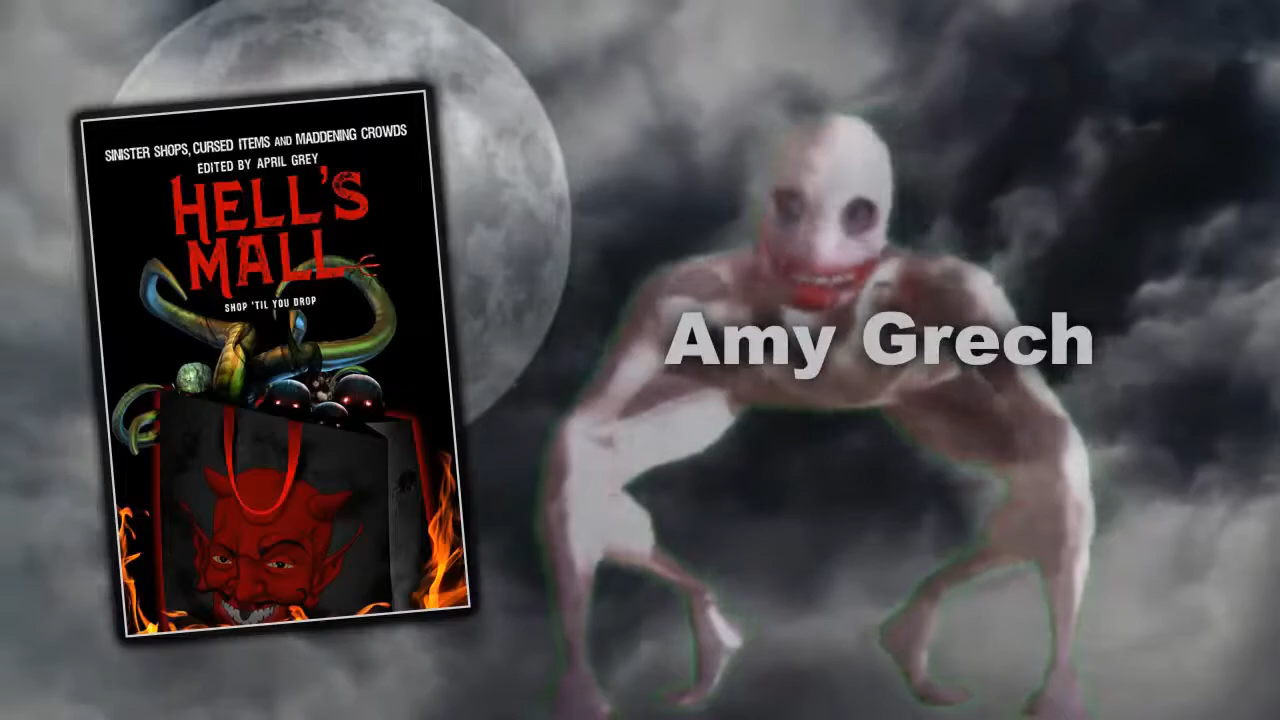 SINISTER SHOPS, CURSED ITEMS AND MADDENING CROWDS
EDITED BY APRIL GREY
HELL'S
MALL
SHOP 'TIL YOU DROP
Amy Grech